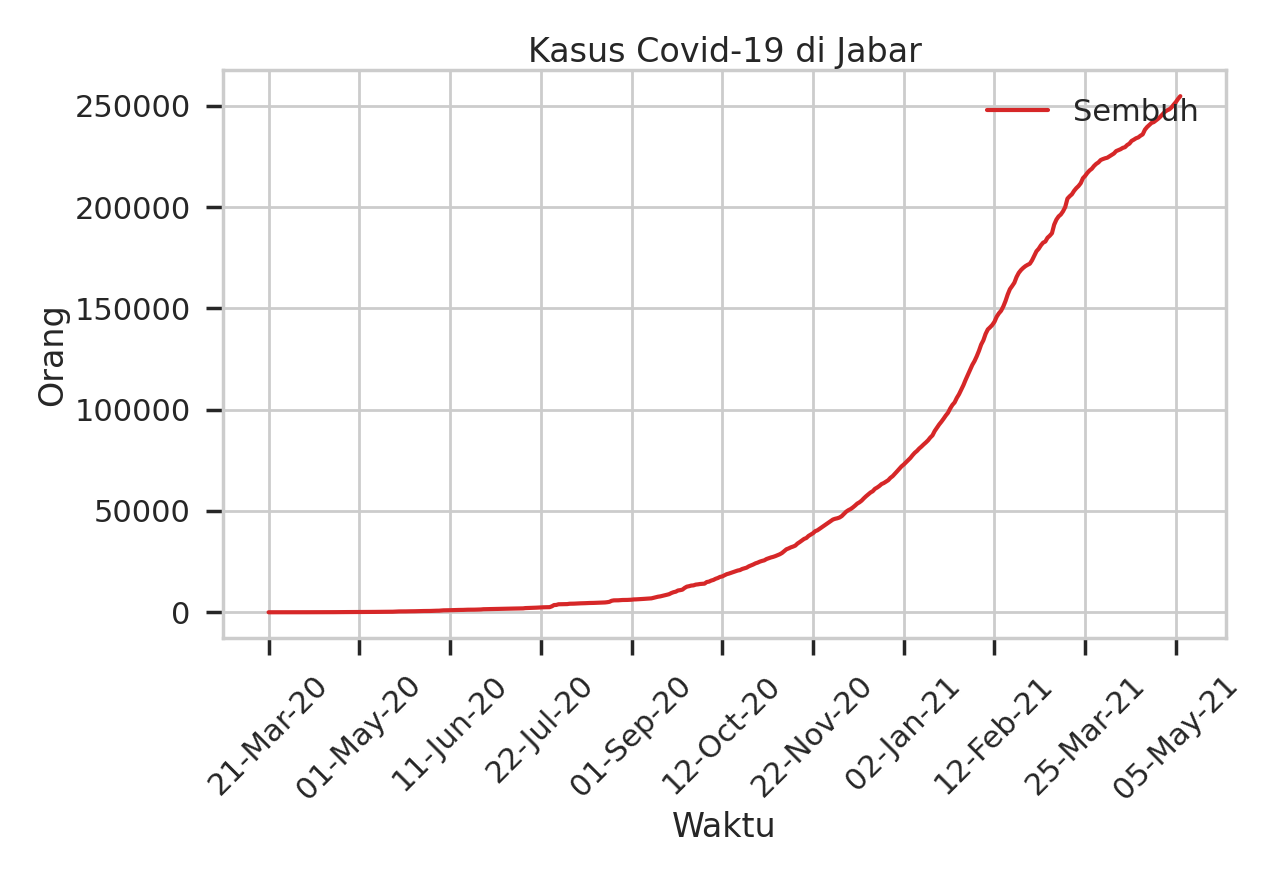 Kasus Covid-19 di Jabar
Sembuh
Orang
250000
200000
150000
100000
50000
0
21-Mar-20
01-May-20
11-Jun-20
22-Jul-20
01-Sep-20
12-Oct-20
22-Nov-20
02-Jan-21
12-Feb-21
25-Mar-21
05-May-21
Waktu